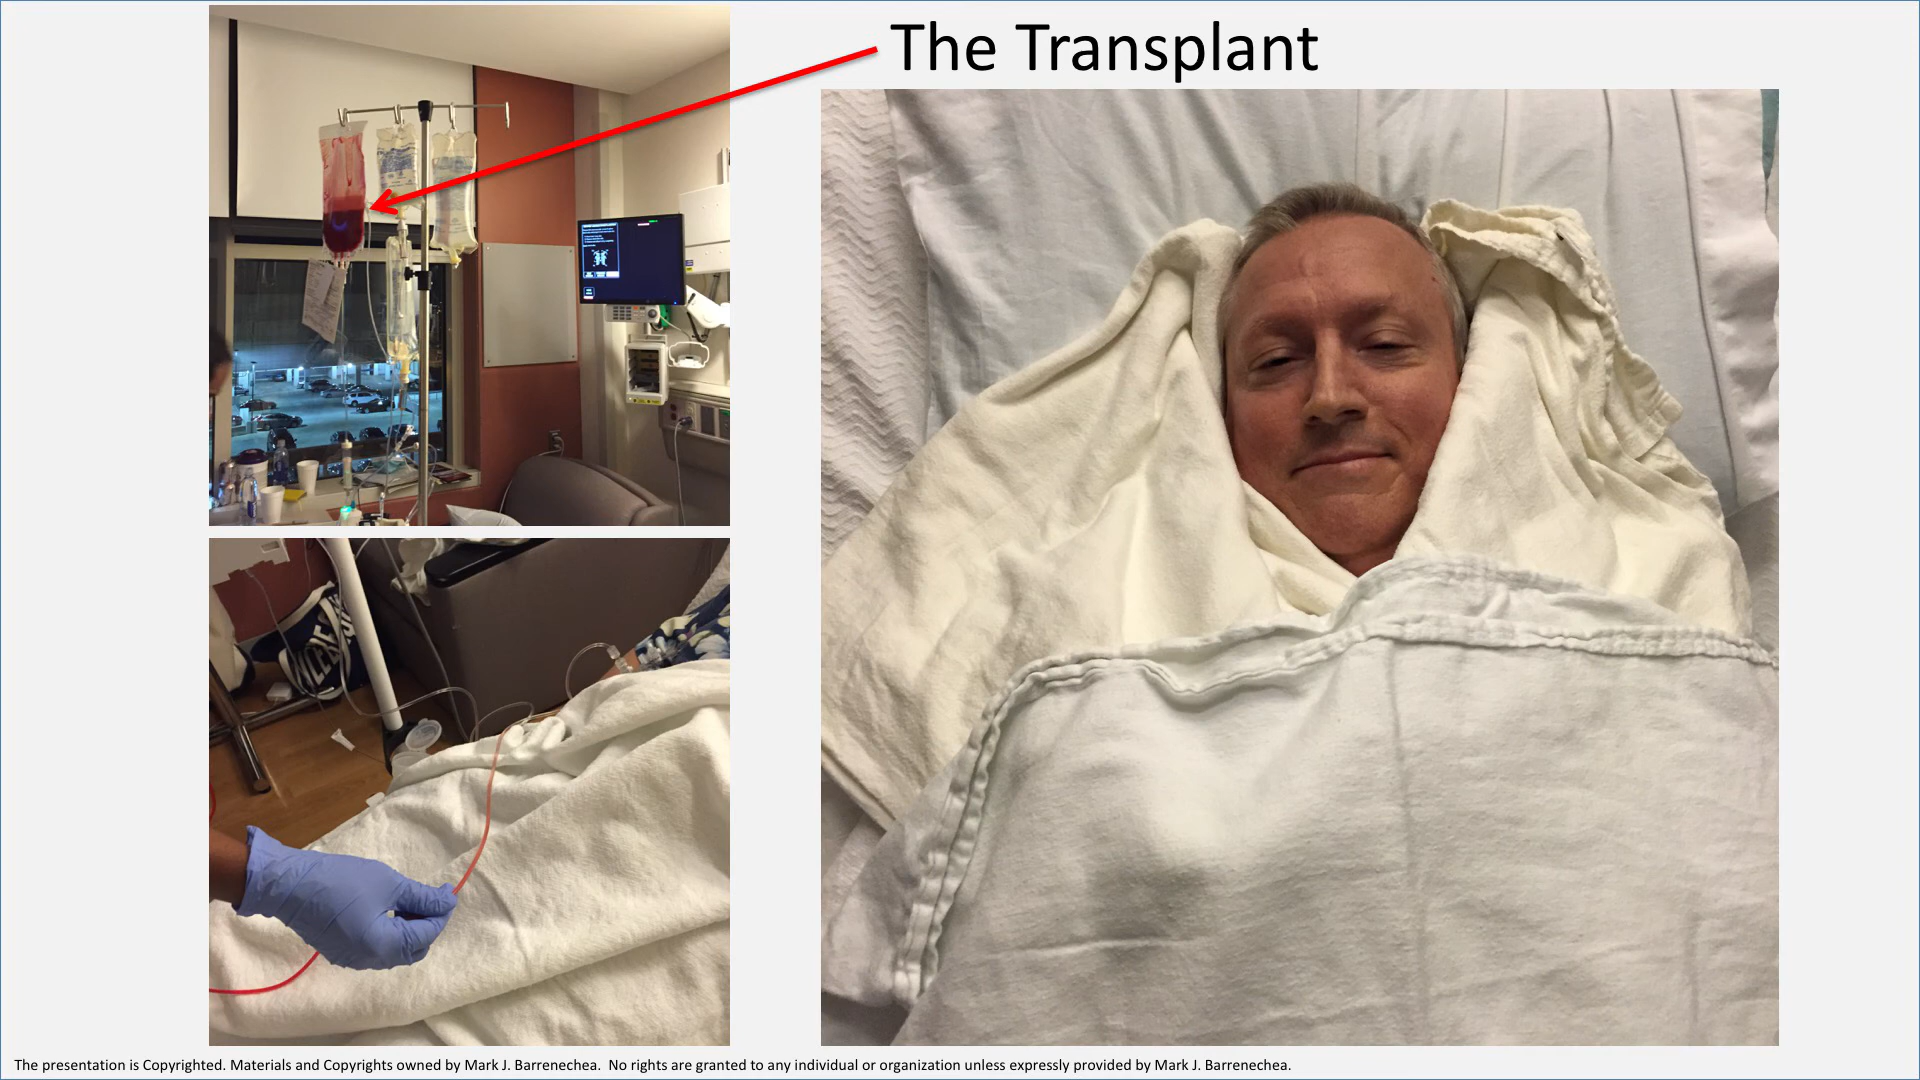 The Transplant
The presentation is Copyrighted. Materials and Copyrights owned by Mark J. Barrenechea.  No rights are granted to any individual or organization unless expressly provided by Mark J. Barrenechea.